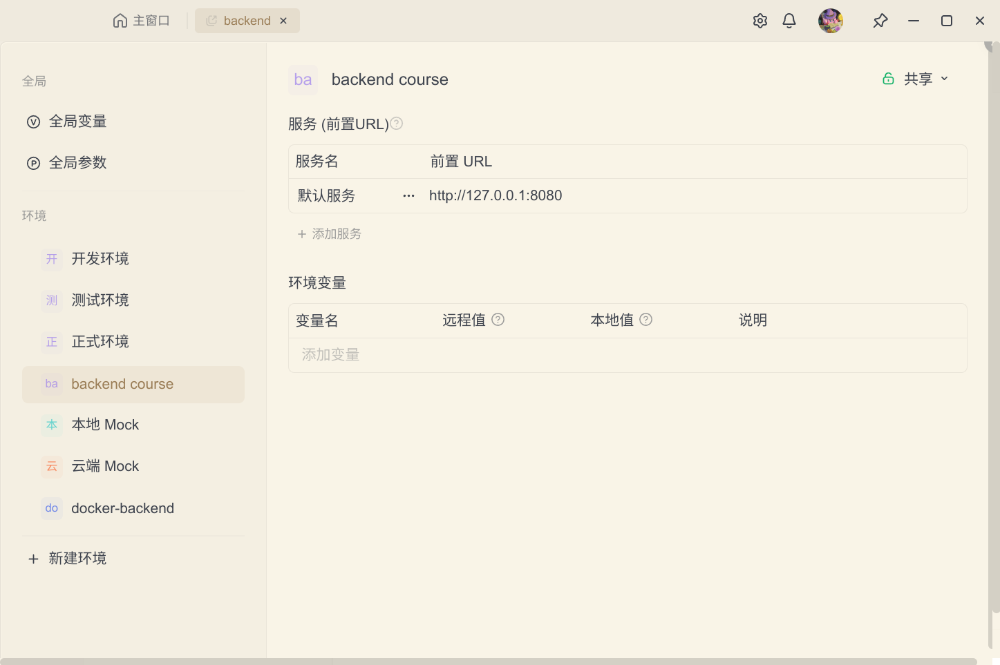 主窗口
backend
全局
V 全局变量
P 全局参数
环境
开 开发环境
测 测试环境
正 正式环境
ba backend course
本 本地 Mock
云 云端 Mock
do docker-backend
+ 新建环境
ba backend course
共享
服务 (前置URL) ?
服务名 前置 URL
默认服务 ··· http://127.0.0.1:8080
+ 添加服务
环境变量
变量名 远程值 ? 本地值 ? 说明
添加变量